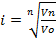 i = ⁿ√(Vn/Vo)